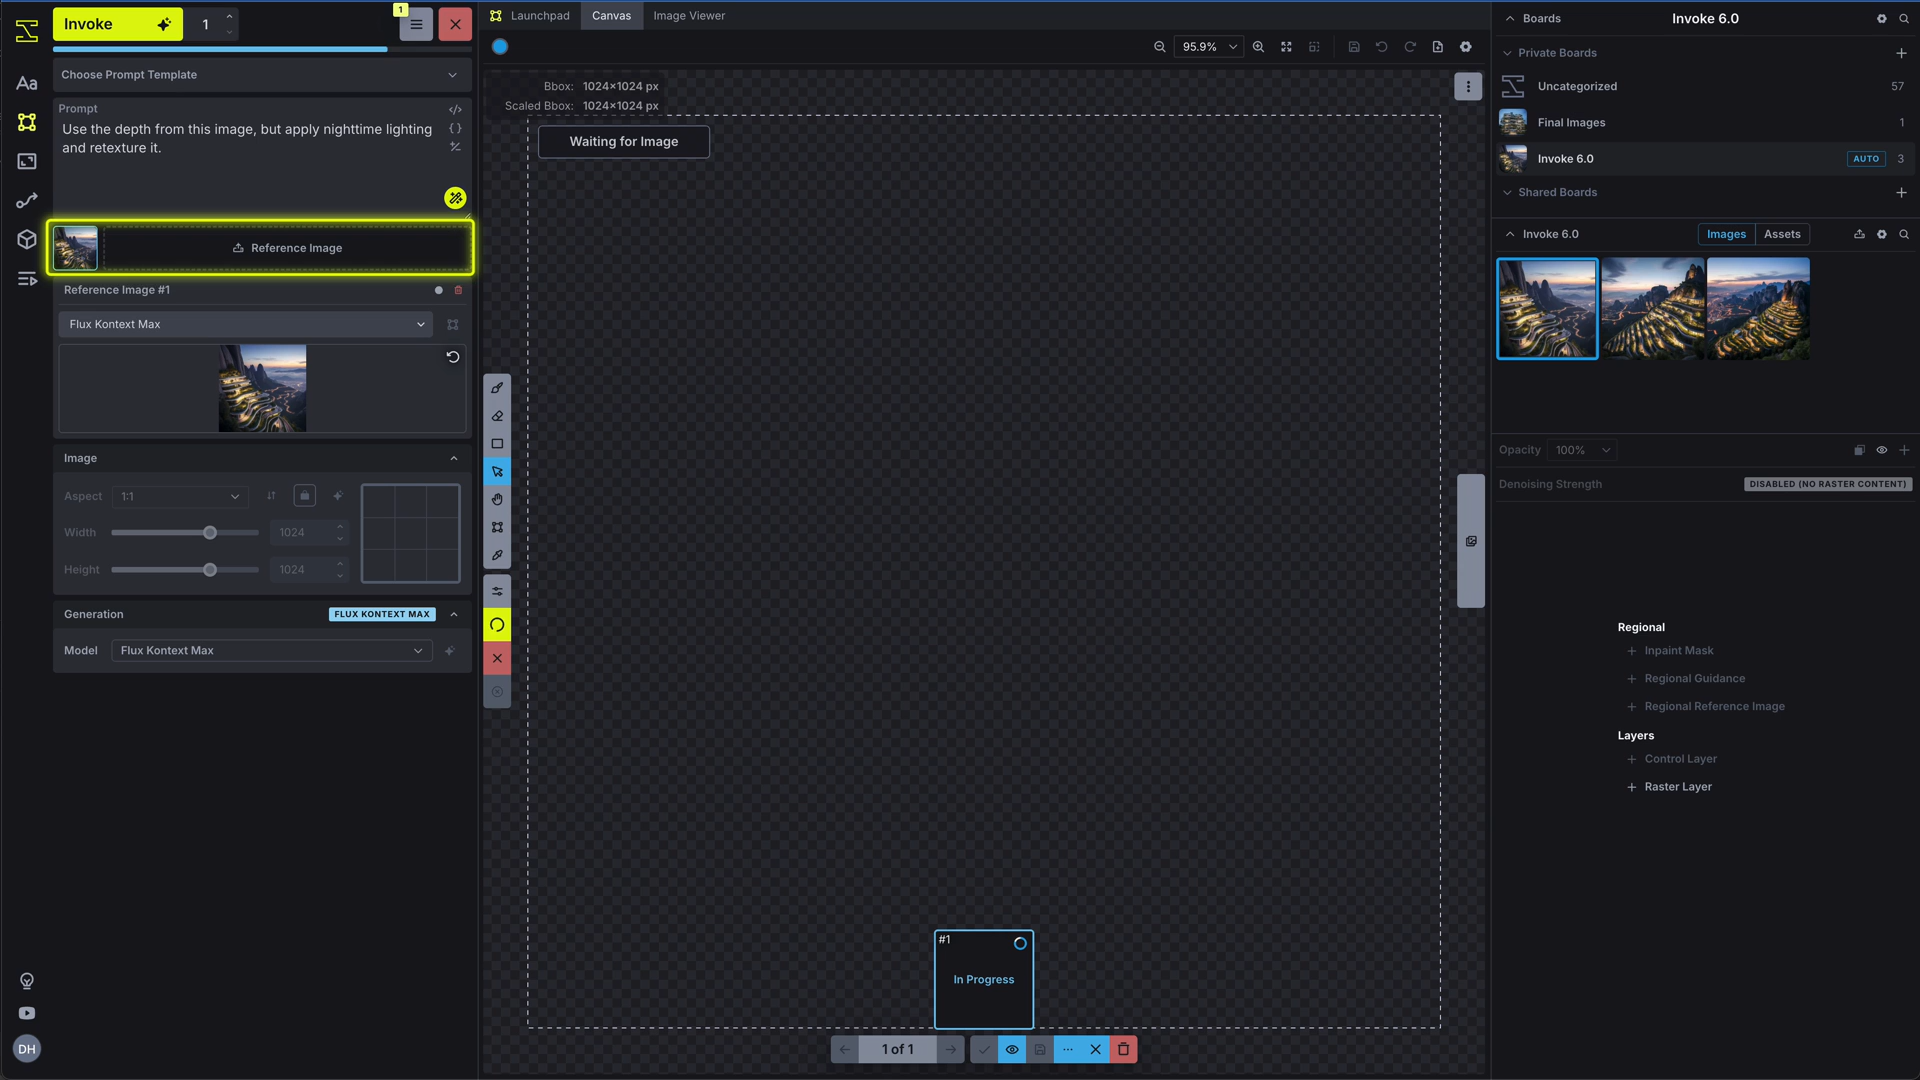 Invoke
1
1
Launchpad
Canvas
Image Viewer
Boards
Invoke 6.0
95.9%
Choose Prompt Template
Private Boards
Uncategorized
57
Final Images
1
Invoke 6.0
AUTO
3
Shared Boards
Aa
Prompt
Use the depth from this image, but apply nighttime lighting
and retexture it.
Reference Image
Reference Image #1
Flux Kontext Max
Image
Aspect
1:1
Width
1024
Height
1024
Generation
FLUX KONTEXT MAX
Model
Flux Kontext Max
DH
Bbox: 1024×1024 px
Scaled Bbox: 1024×1024 px
Waiting for Image
#1
In Progress
1 of 1
Invoke 6.0
Images
Assets
Opacity
100%
Denoising Strength
DISABLED (NO RASTER CONTENT)
Regional
+ Inpaint Mask
+ Regional Guidance
+ Regional Reference Image
Layers
+ Control Layer
+ Raster Layer